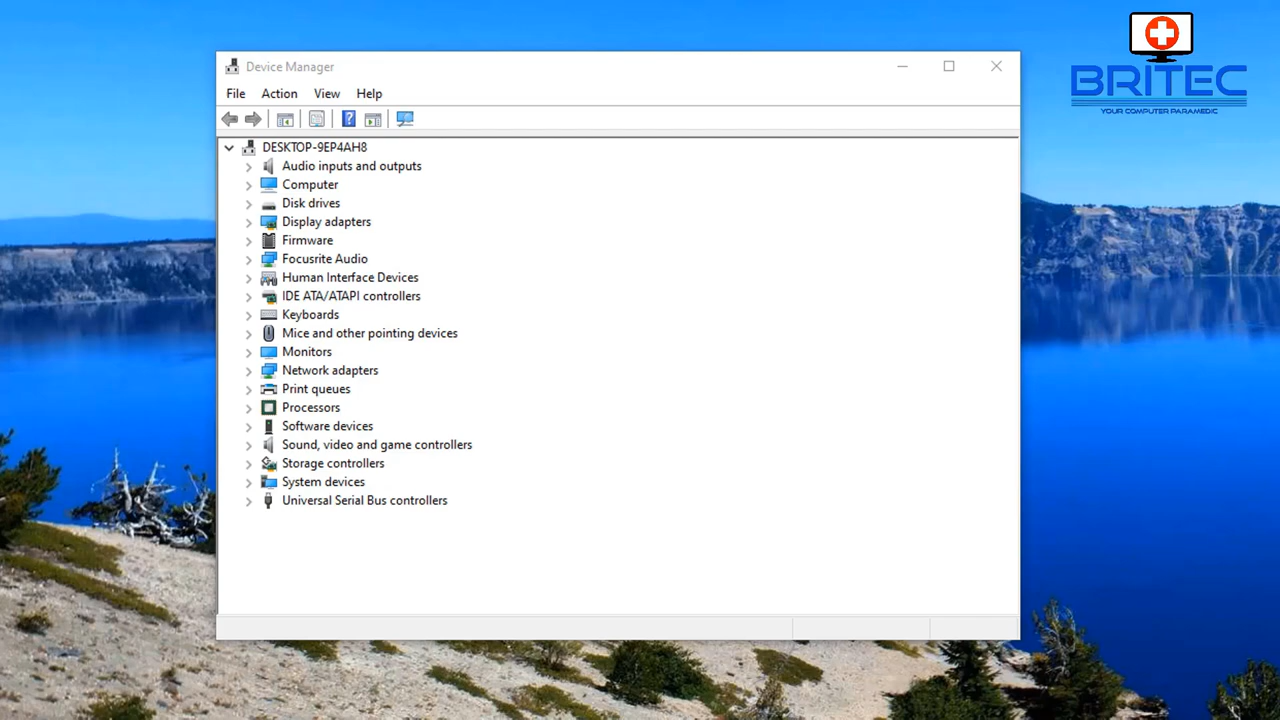 BRITEC
YOUR COMPUTER PARAMEDIC
Device Manager
File Action View Help
DESKTOP-9EP4AH8
Audio inputs and outputs
Computer
Disk drives
Display adapters
Firmware
Focusrite Audio
Human Interface Devices
IDE ATA/ATAPI controllers
Keyboards
Mice and other pointing devices
Monitors
Network adapters
Print queues
Processors
Software devices
Sound, video and game controllers
Storage controllers
System devices
Universal Serial Bus controllers